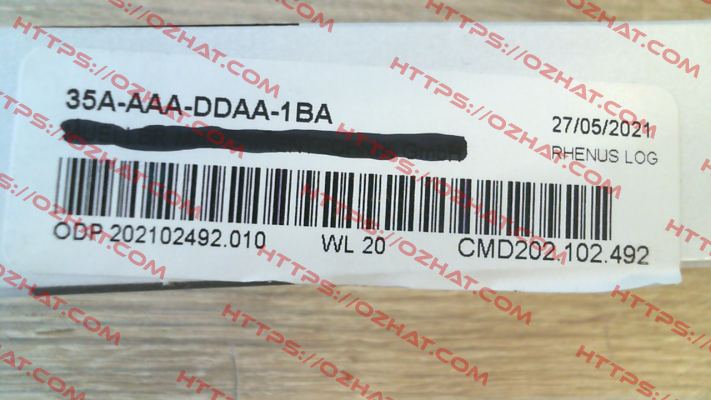 35A-AAA-DDAA-1BA
27/05/2021
RHENUS LOG
ODP 202102492.010 WL 20 CMD202.102.492
HTTPS://OZHAT.COM